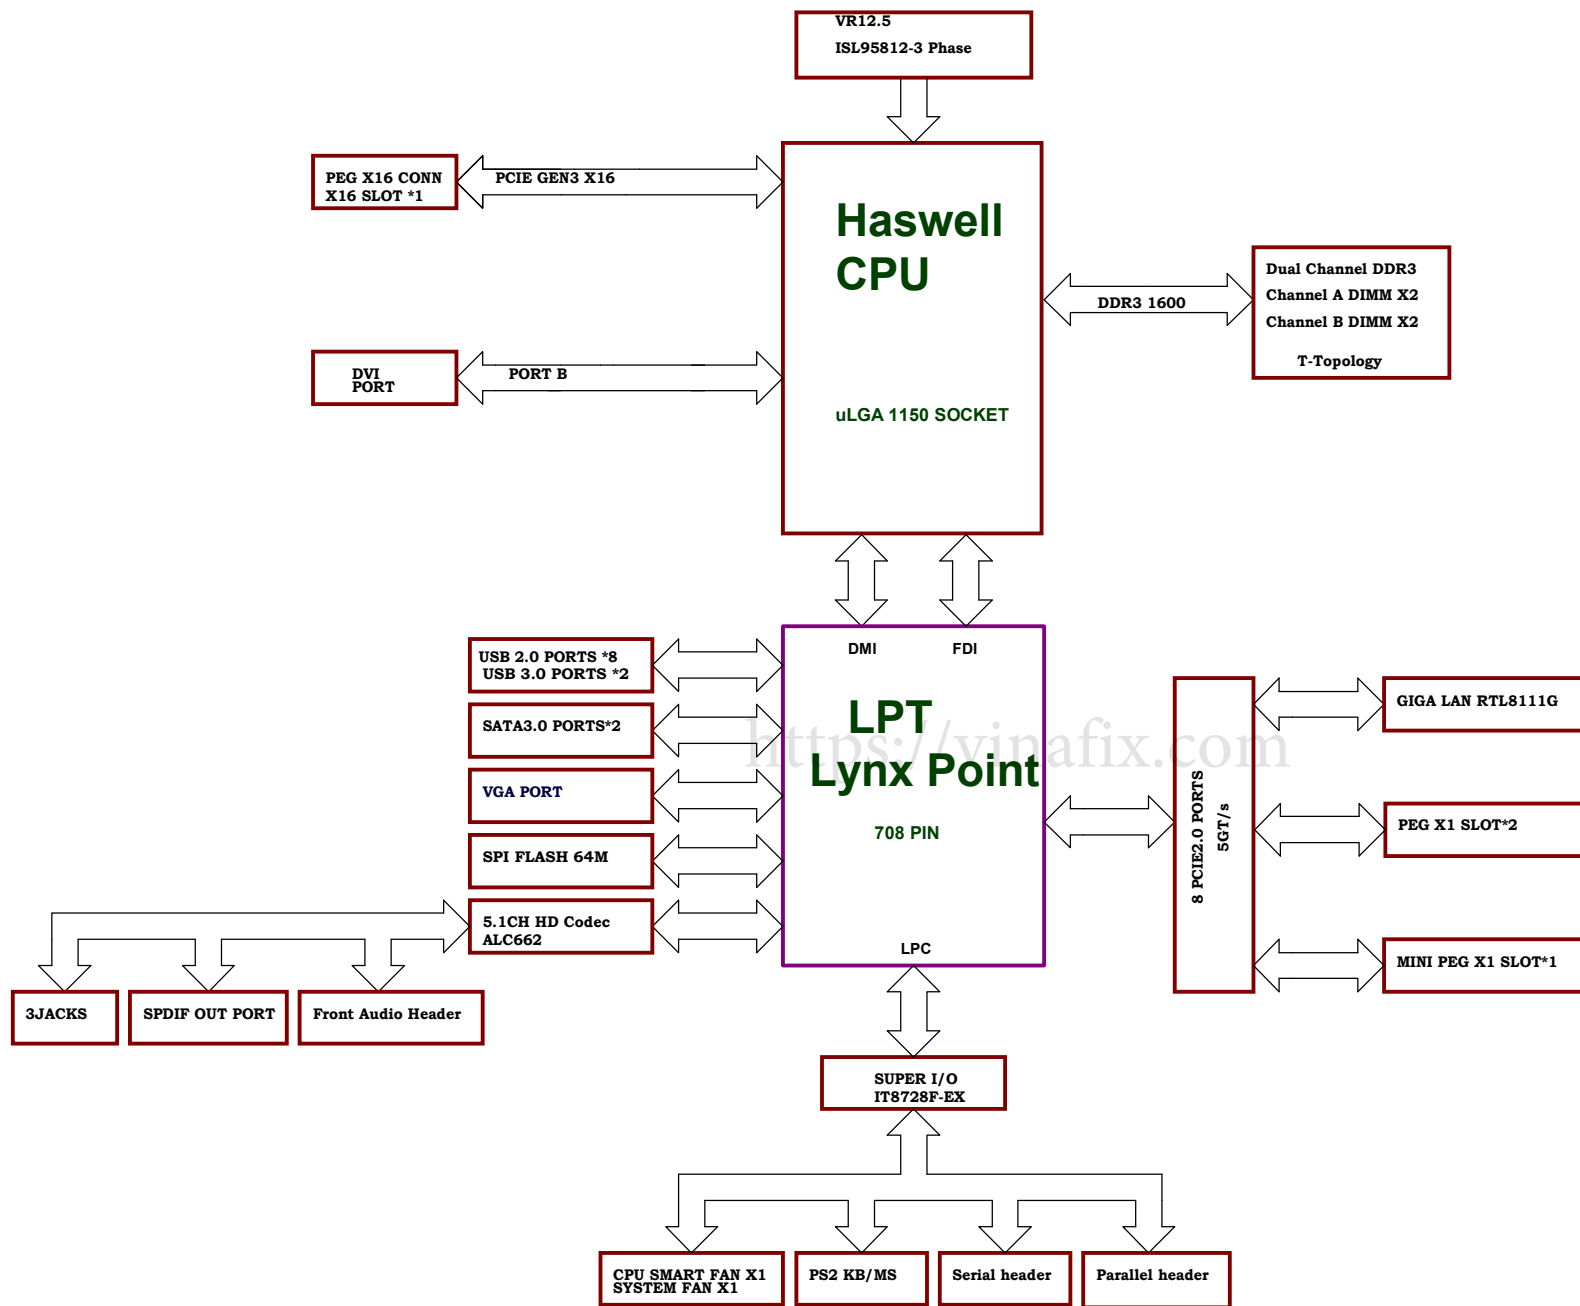 VR12.5
ISL95812-3 Phase
PEG X16 CONN
X16 SLOT *1
PCIE GEN3 X16
Haswell
CPU
Dual Channel DDR3
Channel A DIMM X2
Channel B DIMM X2
T-Topology
DDR3 1600
DVI
PORT
PORT B
uLGA 1150 SOCKET
DMI
FDI
USB 2.0 PORTS *8
USB 3.0 PORTS *2
SATA3.0 PORTS*2
VGA PORT
SPI FLASH 64M
5.1CH HD Codec
ALC662
LPT
Lynx Point
https://vinafix.com
708 PIN
LPC
8 PCIE2.0 PORTS
5GT/s
GIGA LAN RTL8111G
PEG X1 SLOT*2
MINI PEG X1 SLOT*1
3JACKS
SPDIF OUT PORT
Front Audio Header
SUPER I/O
IT8728F-EX
CPU SMART FAN X1
SYSTEM FAN X1
PS2 KB/MS
Serial header
Parallel header